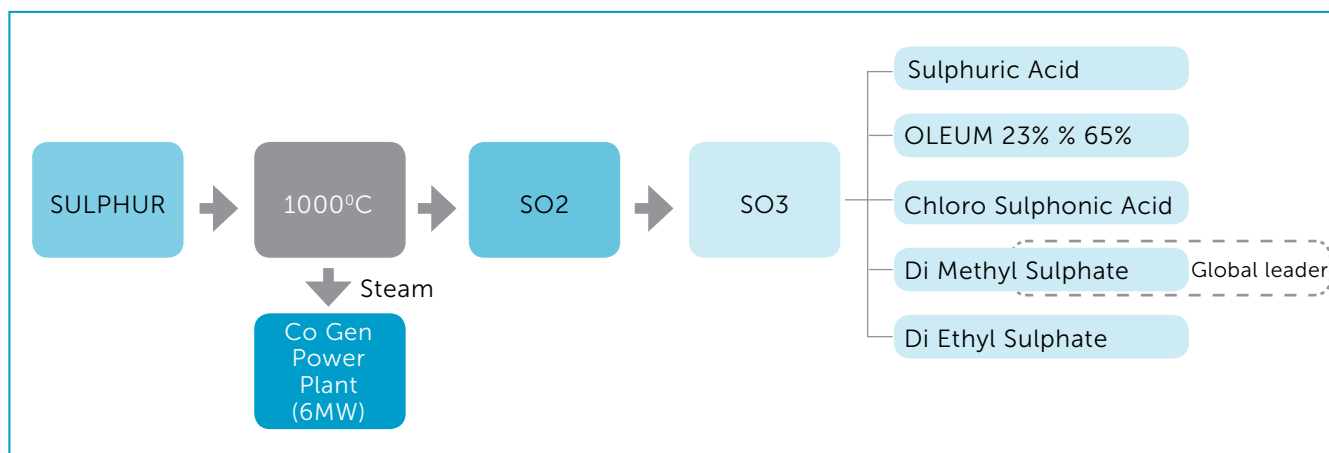 SULPHUR
1000⁰C
Steam
Co Gen
Power
Plant
(6MW)
SO2
SO3
Sulphuric Acid
OLEUM 23% % 65%
Chloro Sulphonic Acid
Di Methyl Sulphate
Global leader
Di Ethyl Sulphate